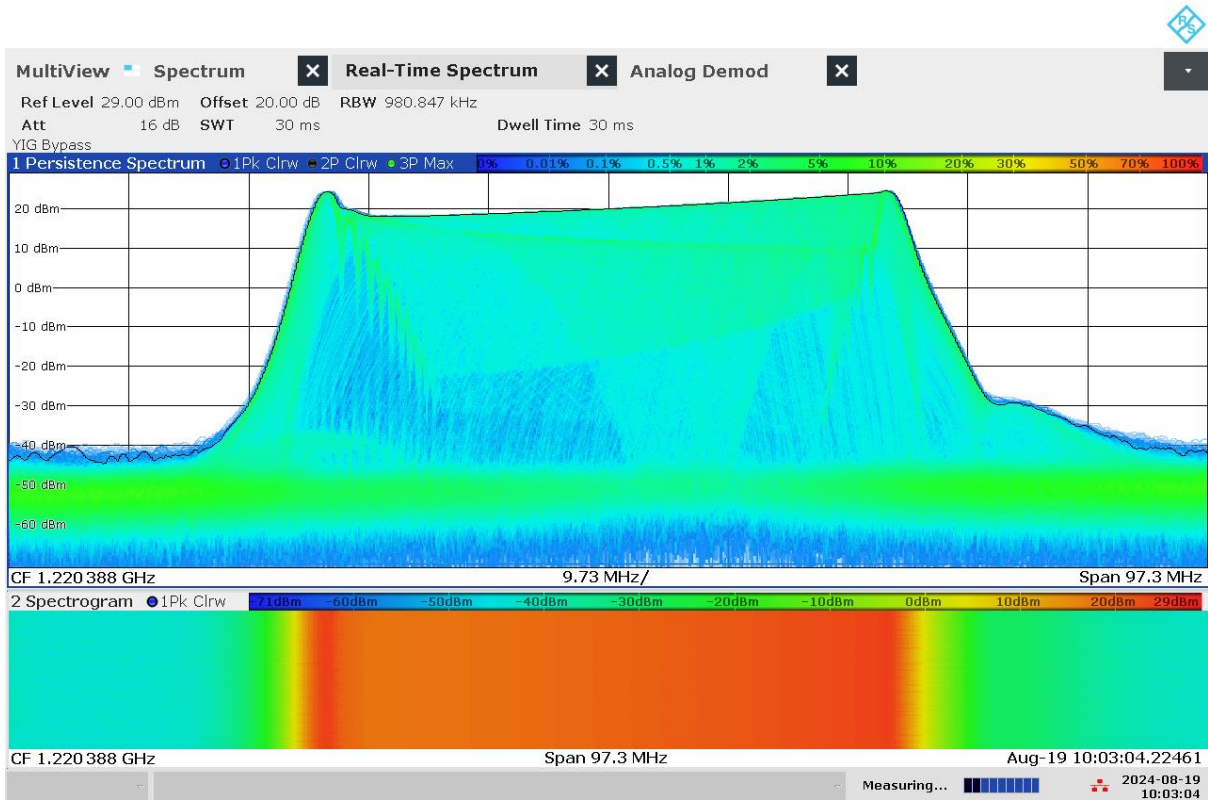 R&S
MultiView Spectrum X Real-Time Spectrum X Analog Demod X
Ref Level 29.00 dBm Offset 20.00 dB RBW 980.847 kHz
Att 16 dB SWT 30 ms Dwell Time 30 ms
YIG Bypass
1 Persistence Spectrum 1Pk Clrw 2P Clrw 3P Max 0% 0.01% 0.1% 0.5% 1% 2% 5% 10% 20% 30% 50% 70% 100%
20 dBm
10 dBm
0 dBm
-10 dBm
-20 dBm
-30 dBm
-40 dBm
-50 dBm
-60 dBm
CF 1.220 388 GHz 9.73 MHz/ Span 97.3 MHz
2 Spectrogram 1Pk Clrw -71dBm -60dBm -50dBm -40dBm -30dBm -20dBm -10dBm 0dBm 10dBm 20dBm 29dBm
CF 1.220 388 GHz Span 97.3 MHz Aug-19 10:03:04.22461
Measuring... 2024-08-19
10:03:04